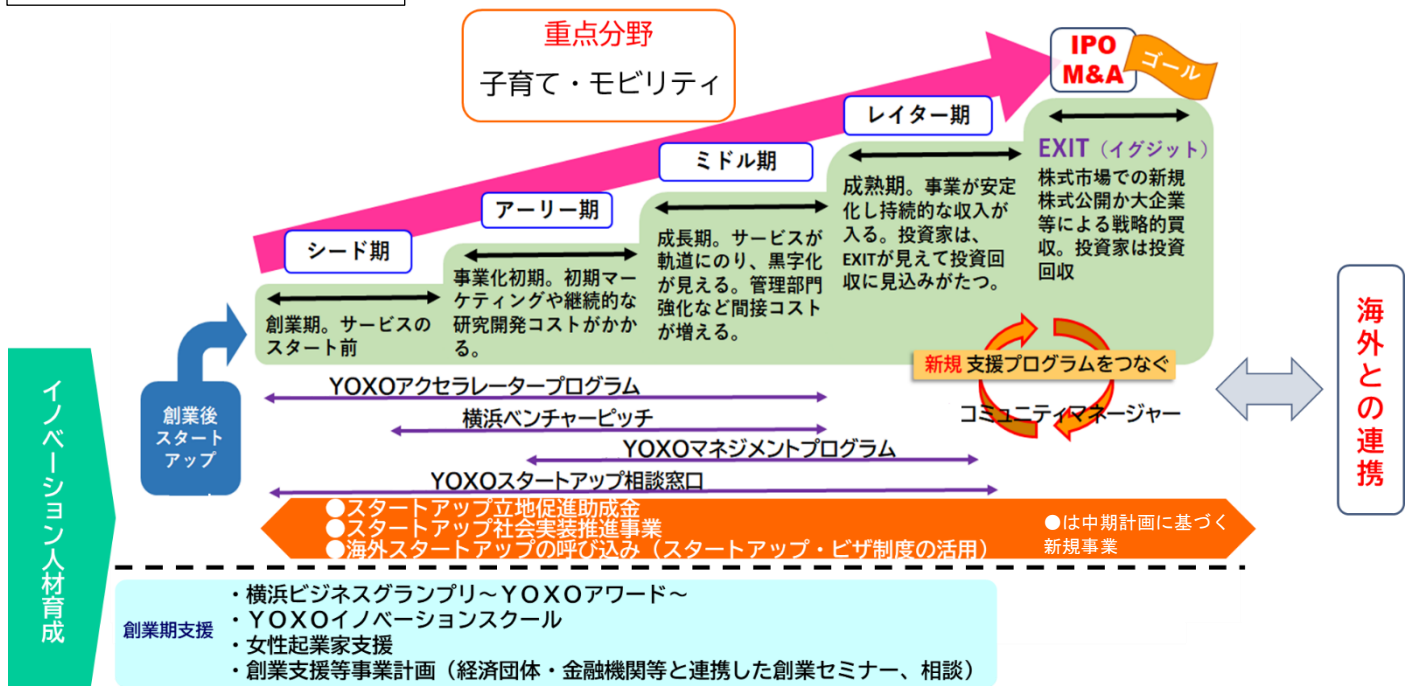 重点分野
子育て・モビリティ
IPO
M&A
ゴール
レイター期
ミドル期
アーリー期
シード期
EXIT（イグジット）
株式市場での新規
株式公開か大企業
等による戦略的買
収。投資家は投資
回収
成熟期。事業が安定
化し持続的な収入が
入る。投資家は、
EXITが見えて投資回
収に見込みがたつ。
成長期。サービスが
軌道にのり、黒字化
が見える。管理部門
強化など間接コスト
が増える。
事業化初期。初期マー
ケティングや継続的な
研究開発コストがかか
る。
創業期。サービスの
スタート前
創業後
スタート
アップ
イノベーション人材育成
新規 支援プログラムをつなぐ
コミュニティマネージャー
海外との連携
YOXOアクセラレータープログラム
横浜ベンチャーピッチ
YOXOマネジメントプログラム
YOXOスタートアップ相談窓口
●スタートアップ立地促進助成金
●スタートアップ社会実装推進事業
●海外スタートアップの呼び込み（スタートアップ・ビザ制度の活用）
●は中期計画に基づく
新規事業
創業期支援
・横浜ビジネスグランプリ～ＹＯＸＯアワード～
・ＹＯＸＯイノベーションスクール
・女性起業家支援
・創業支援等事業計画（経済団体・金融機関等と連携した創業セミナー、相談）